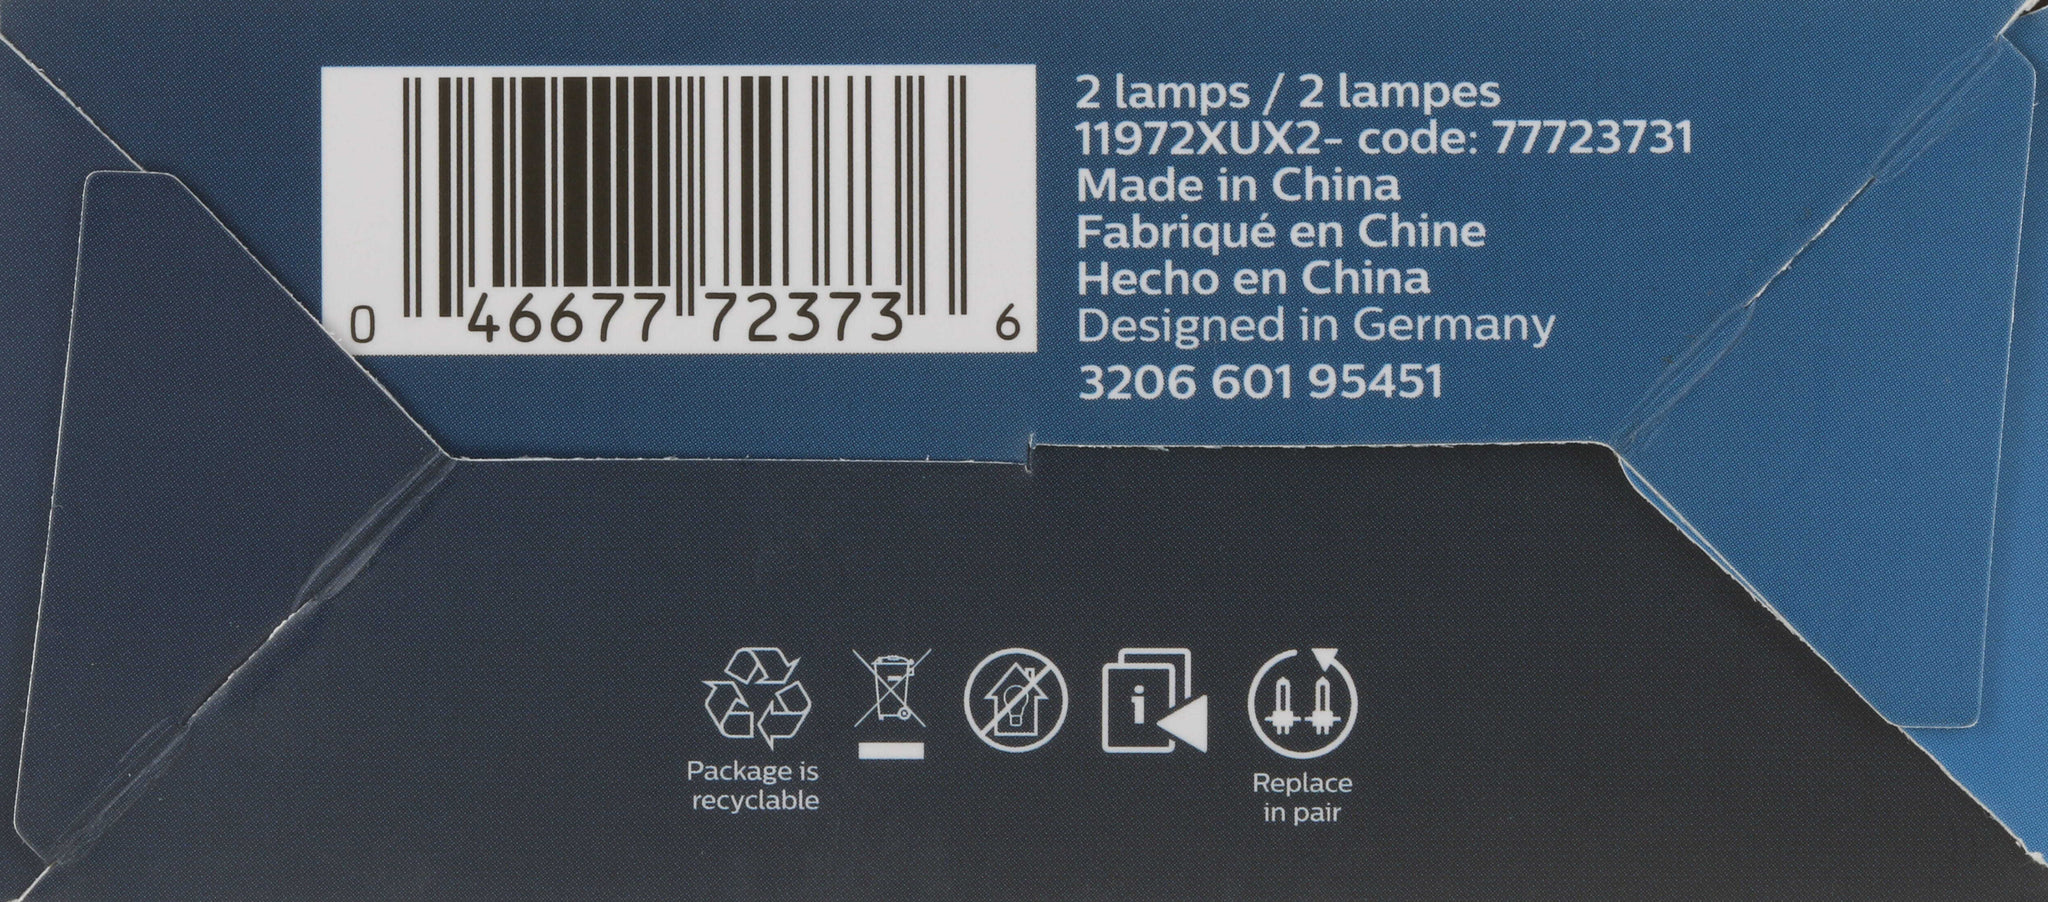 0 46677 72373 6
2 lamps / 2 lampes
11972XUX2- code: 77723731
Made in China
Fabriqué en Chine
Hecho en China
Designed in Germany
3206 601 95451
i
Package is
recyclable
Replace
in pair